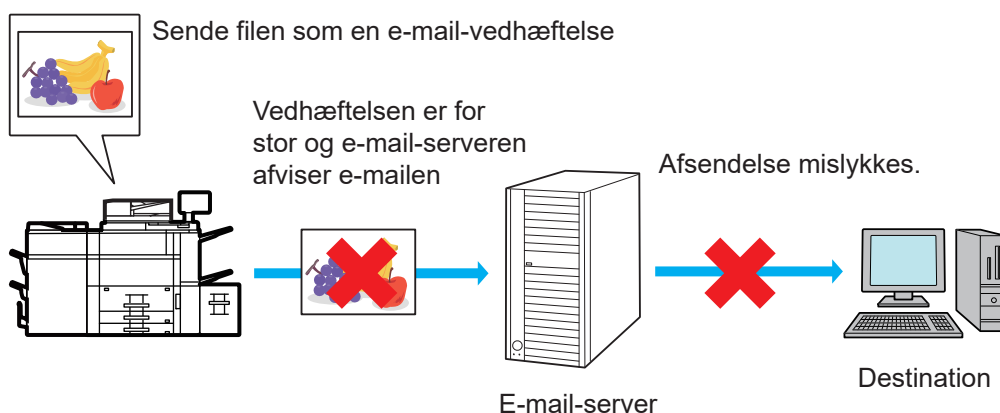 Sende filen som en e-mail-vedhæftelse
Vedhæftelsen er for
stor og e-mail-serveren
afviser e-mailen
Afsendelse mislykkes.
E-mail-server
Destination